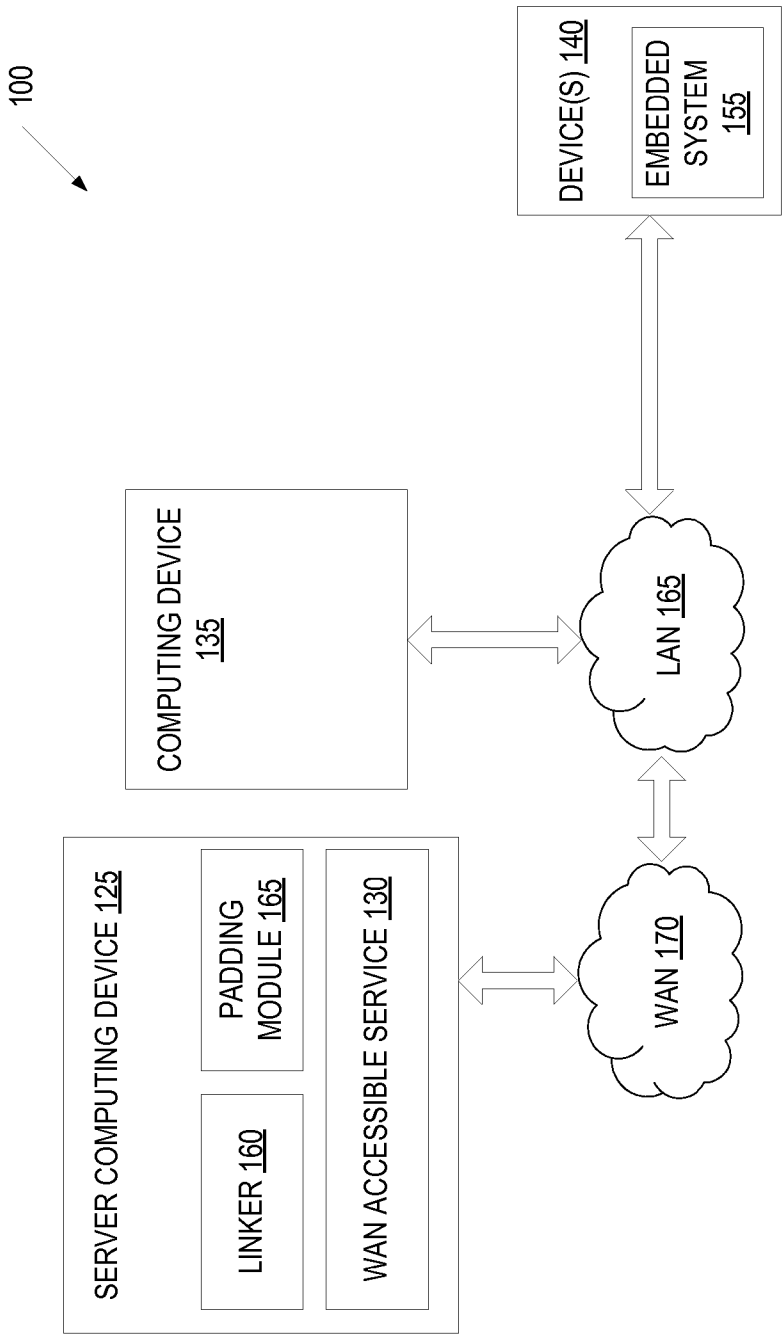 100
SERVER COMPUTING DEVICE 125
LINKER 160
PADDING
MODULE 165
WAN ACCESSIBLE SERVICE 130
COMPUTING DEVICE
135
DEVICE(S) 140
EMBEDDED
SYSTEM
155
WAN 170
LAN 165